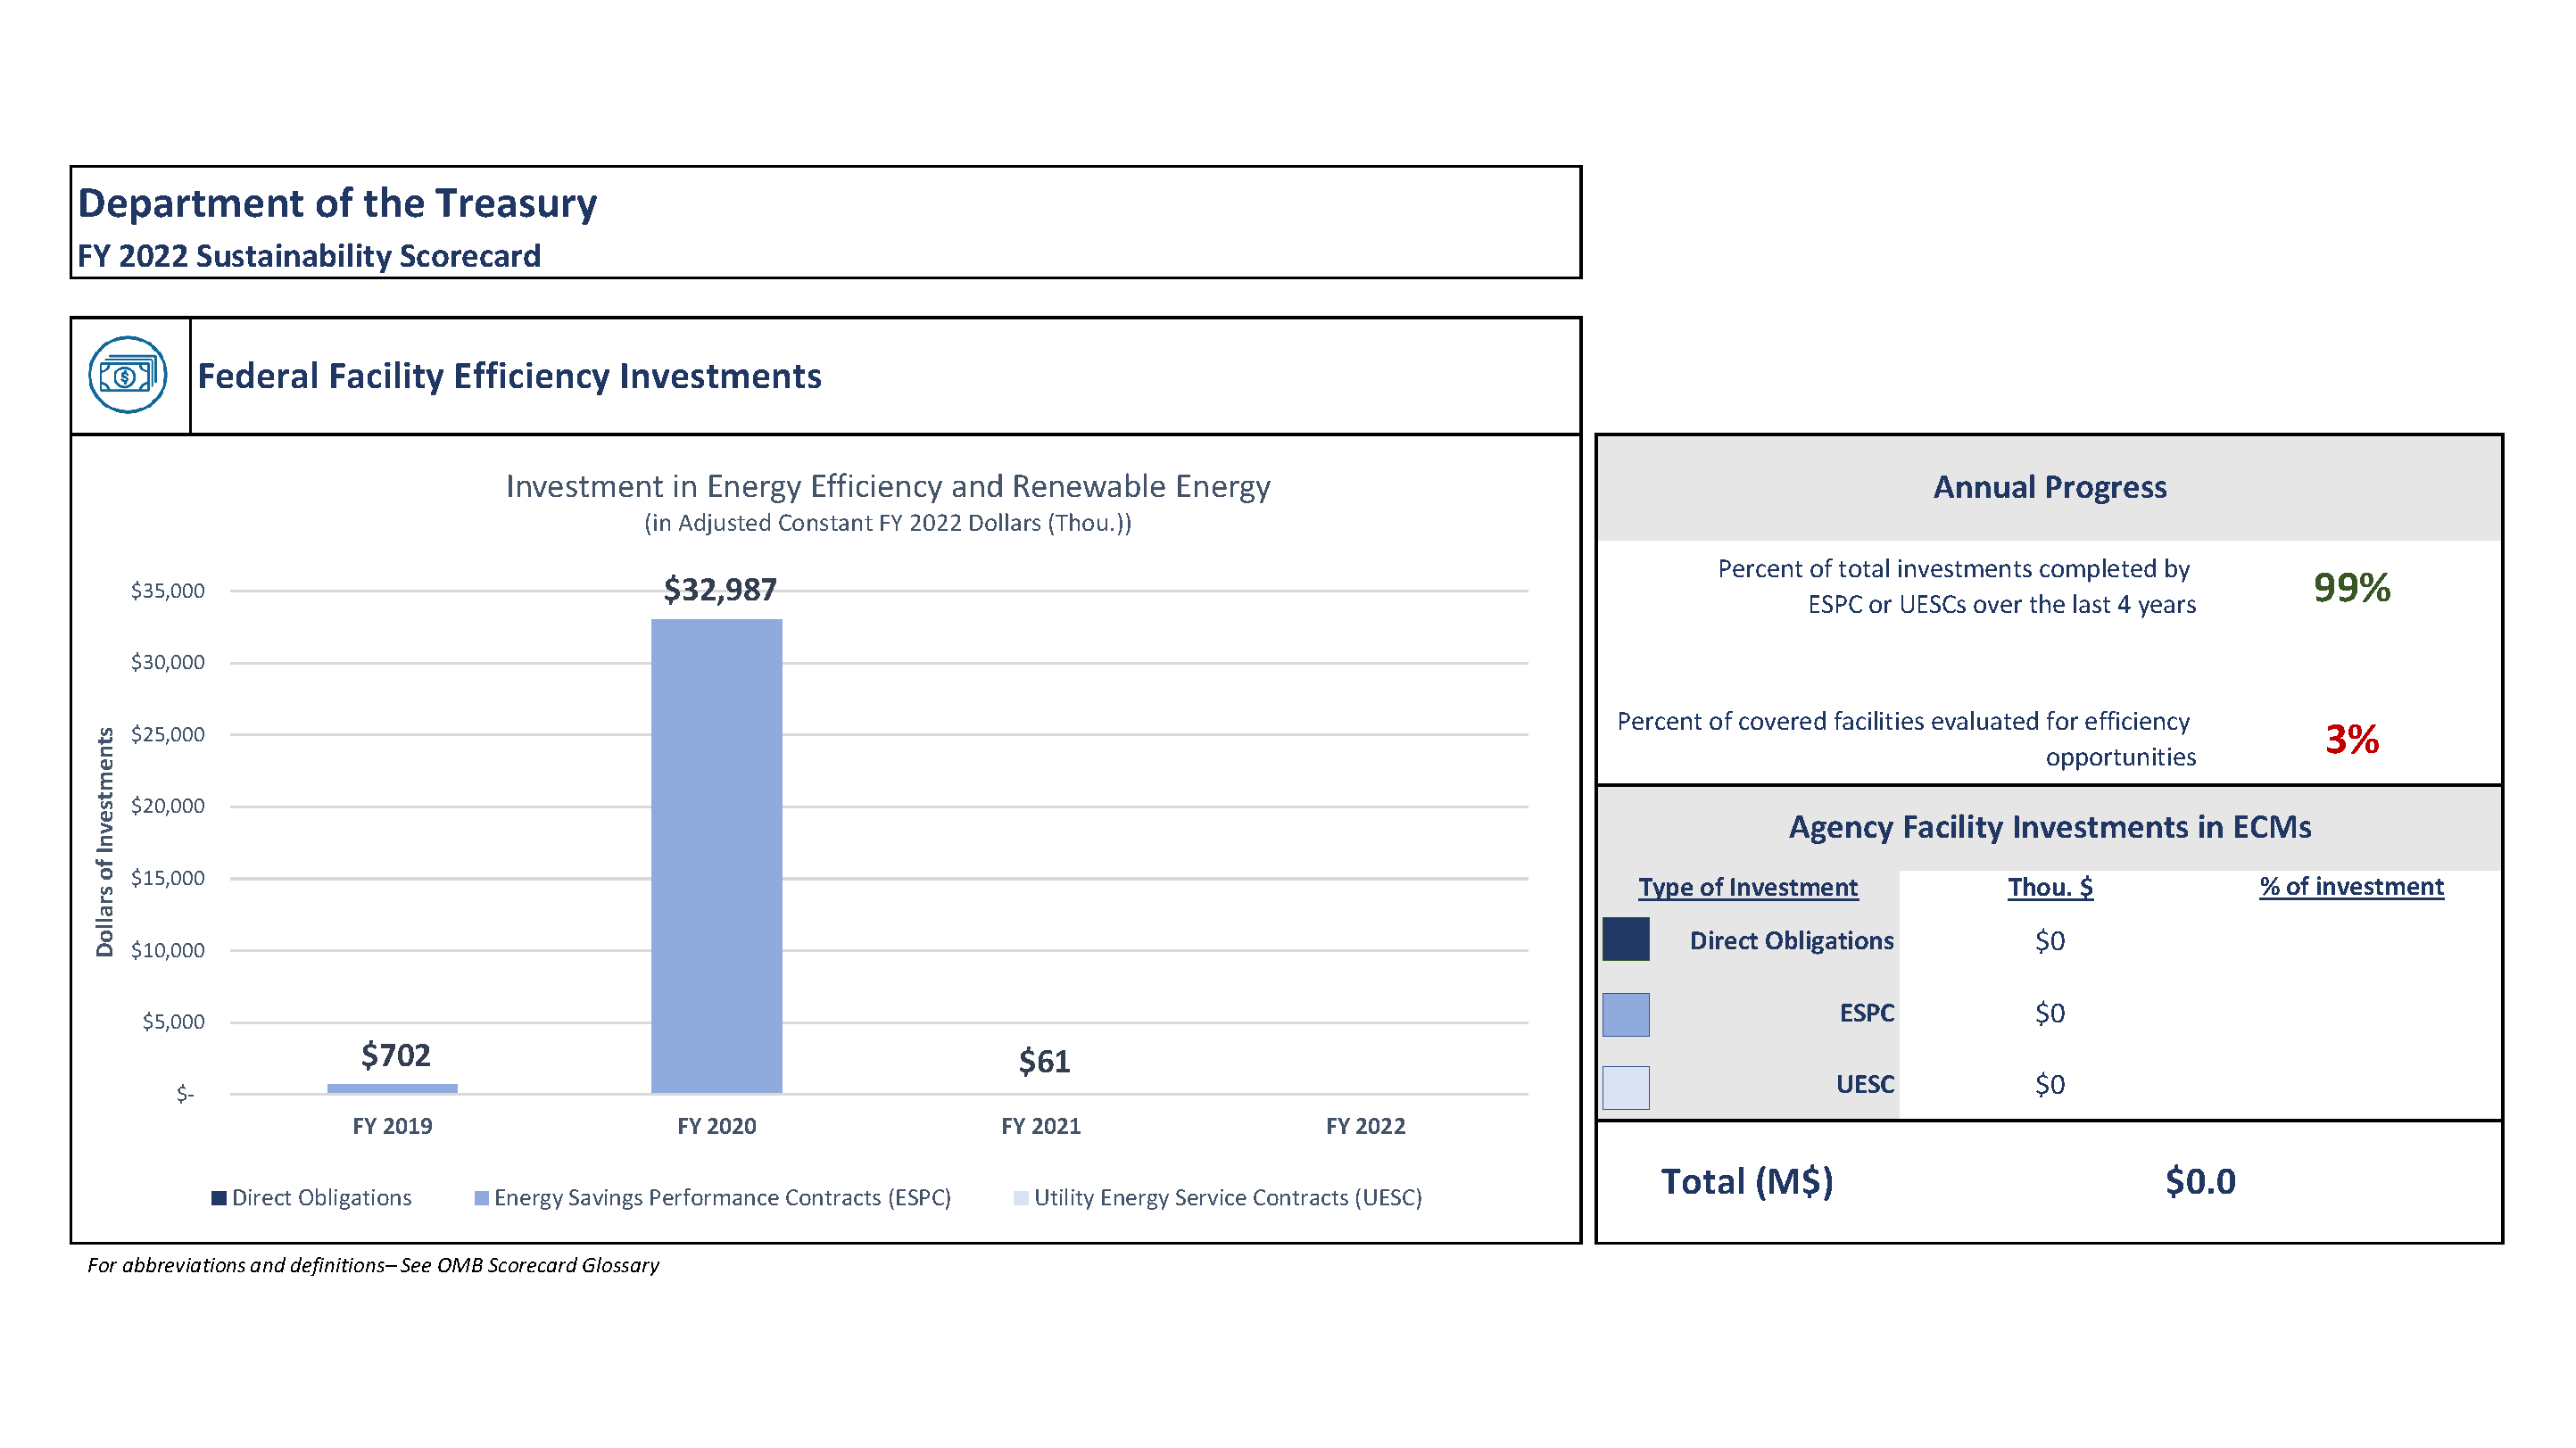 Department of the Treasury
FY 2022 Sustainability Scorecard
Federal Facility Efficiency Investments
Investment in Energy Efficiency and Renewable Energy
(in Adjusted Constant FY 2022 Dollars (Thou.))
Dollars of Investments
$35,000
$30,000
$25,000
$20,000
$15,000
$10,000
$5,000
$-
$702
$32,987
$61
FY 2019 FY 2020 FY 2021 FY 2022
Direct Obligations Energy Savings Performance Contracts (ESPC) Utility Energy Service Contracts (UESC)
Annual Progress
Percent of total investments completed by
ESPC or UESCs over the last 4 years
99%
Percent of covered facilities evaluated for efficiency
opportunities
3%
Agency Facility Investments in ECMs
Type of Investment Thou. $ % of investment
Direct Obligations $0
ESPC $0
UESC $0
Total (M$) $0.0
For abbreviations and definitions– See OMB Scorecard Glossary